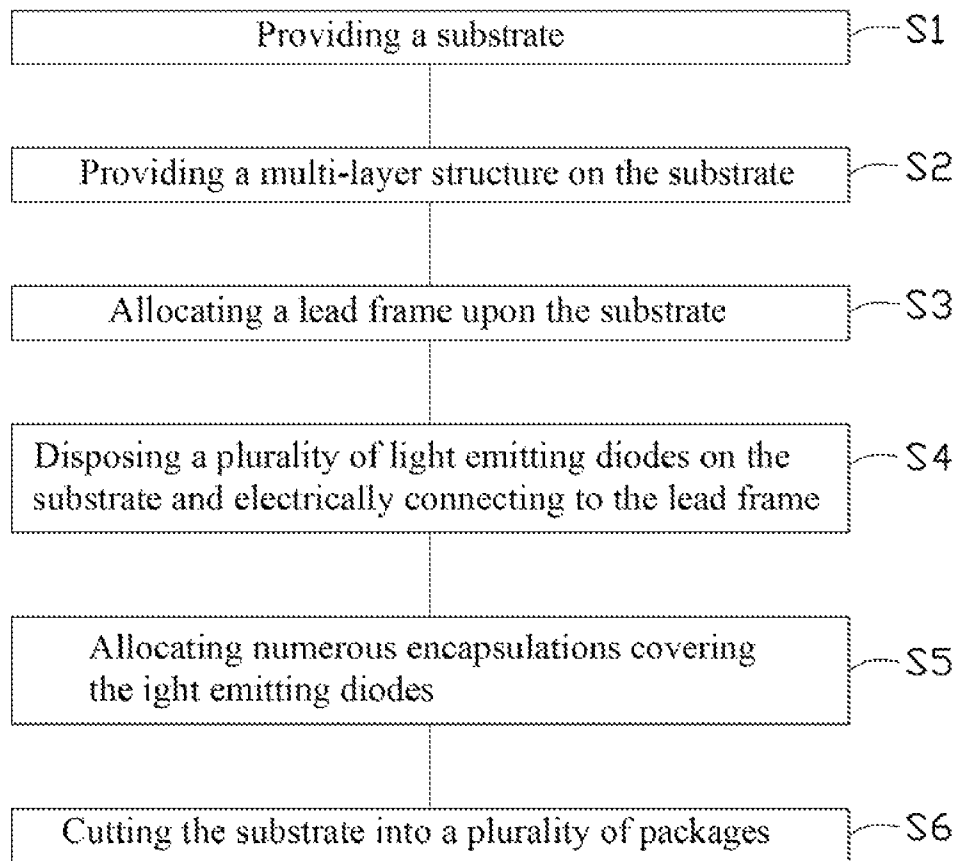 Providing a substrate S1
Providing a multi-layer structure on the substrate S2
Allocating a lead frame upon the substrate S3
Disposing a plurality of light emitting diodes on the S4
substrate and electrically connecting to the lead frame
Allocating numerous encapsulations covering S5
the ight emitting diodes
Cutting the substrate into a plurality of packages S6